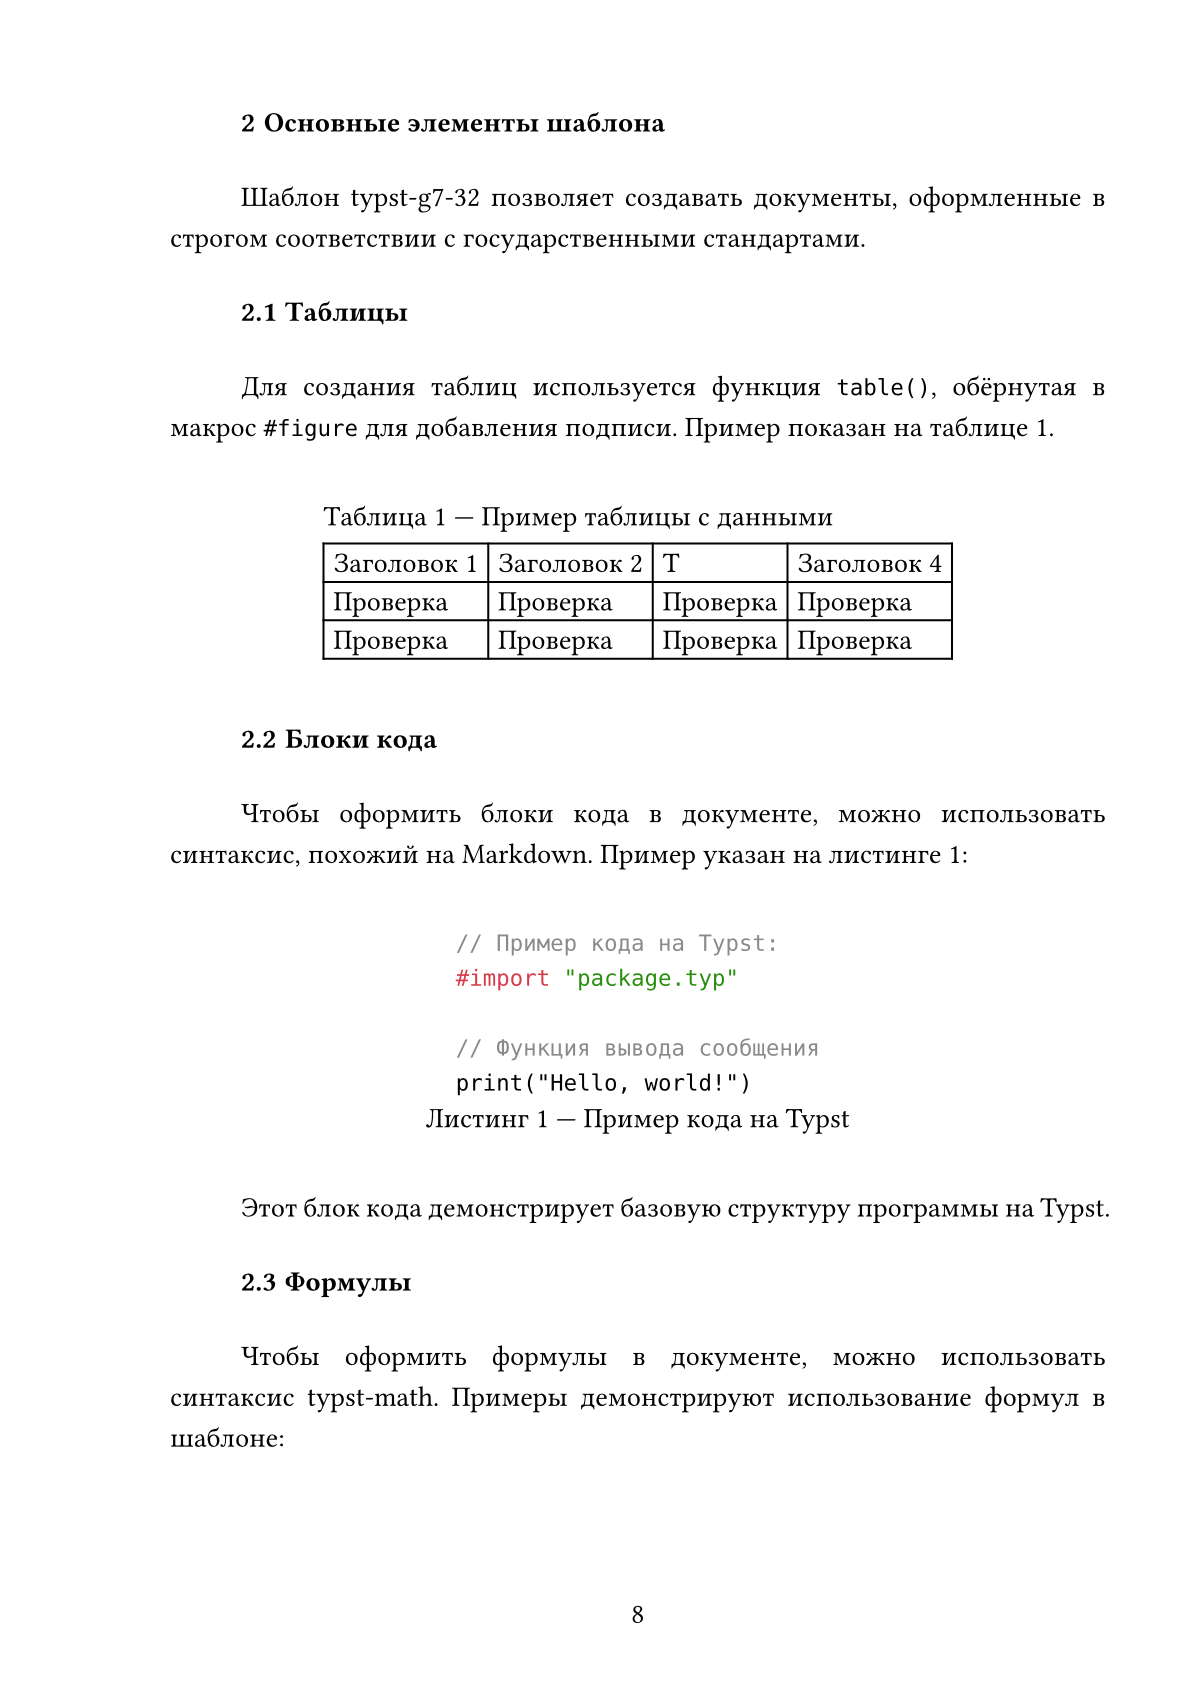 2 Основные элементы шаблона
Шаблон typst-g7-32 позволяет создавать документы, оформленные в
строгом соответствии с государственными стандартами.
2.1 Таблицы
Для создания таблиц используется функция table(), обёрнутая в
макрос #figure для добавления подписи. Пример показан на таблице 1.
Таблица 1 — Пример таблицы с данными
Заголовок 1 Заголовок 2 Т Заголовок 4
Проверка Проверка Проверка Проверка
Проверка Проверка Проверка Проверка
2.2 Блоки кода
Чтобы оформить блоки кода в документе, можно использовать
синтаксис, похожий на Markdown. Пример указан на листинге 1:
// Пример кода на Typst:
#import "package.typ"
// Функция вывода сообщения
print("Hello, world!")
Листинг 1 — Пример кода на Typst
Этот блок кода демонстрирует базовую структуру программы на Typst.
2.3 Формулы
Чтобы оформить формулы в документе, можно использовать
синтаксис typst-math. Примеры демонстрируют использование формул в
шаблоне:
8